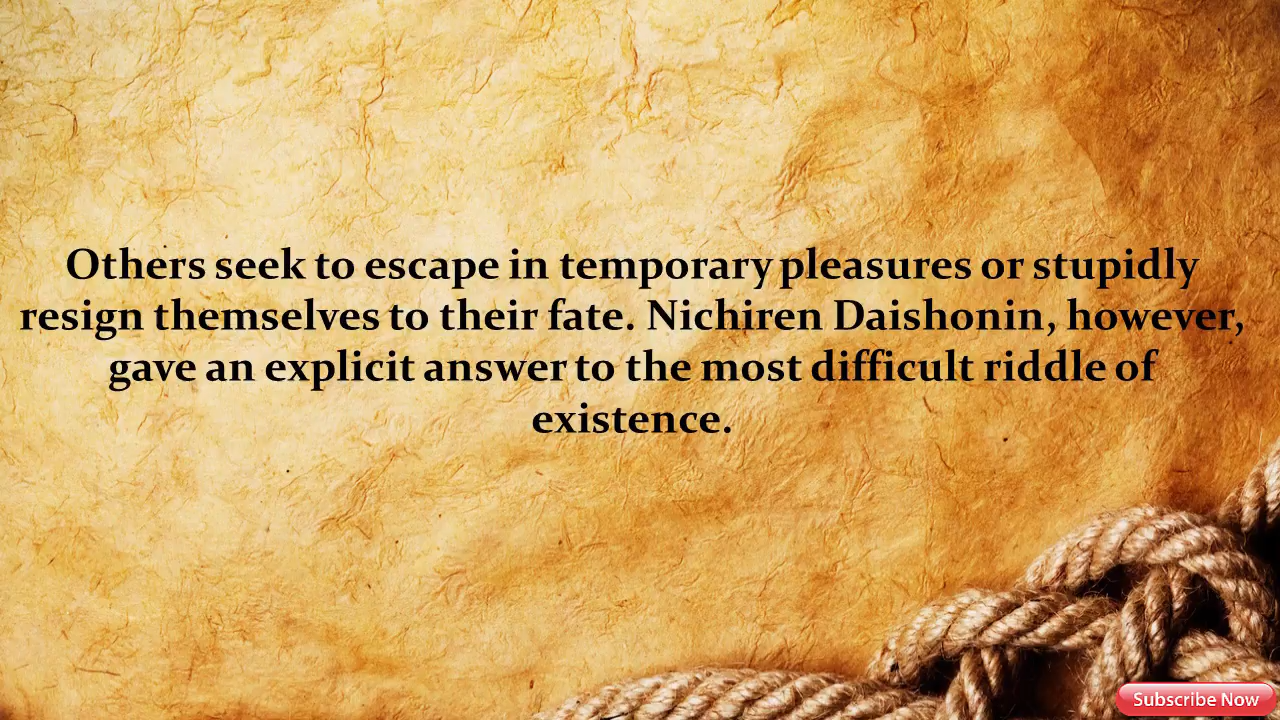 Others seek to escape in temporary pleasures or stupidly
resign themselves to their fate. Nichiren Daishonin, however,
gave an explicit answer to the most difficult riddle of
existence.
Subscribe Now